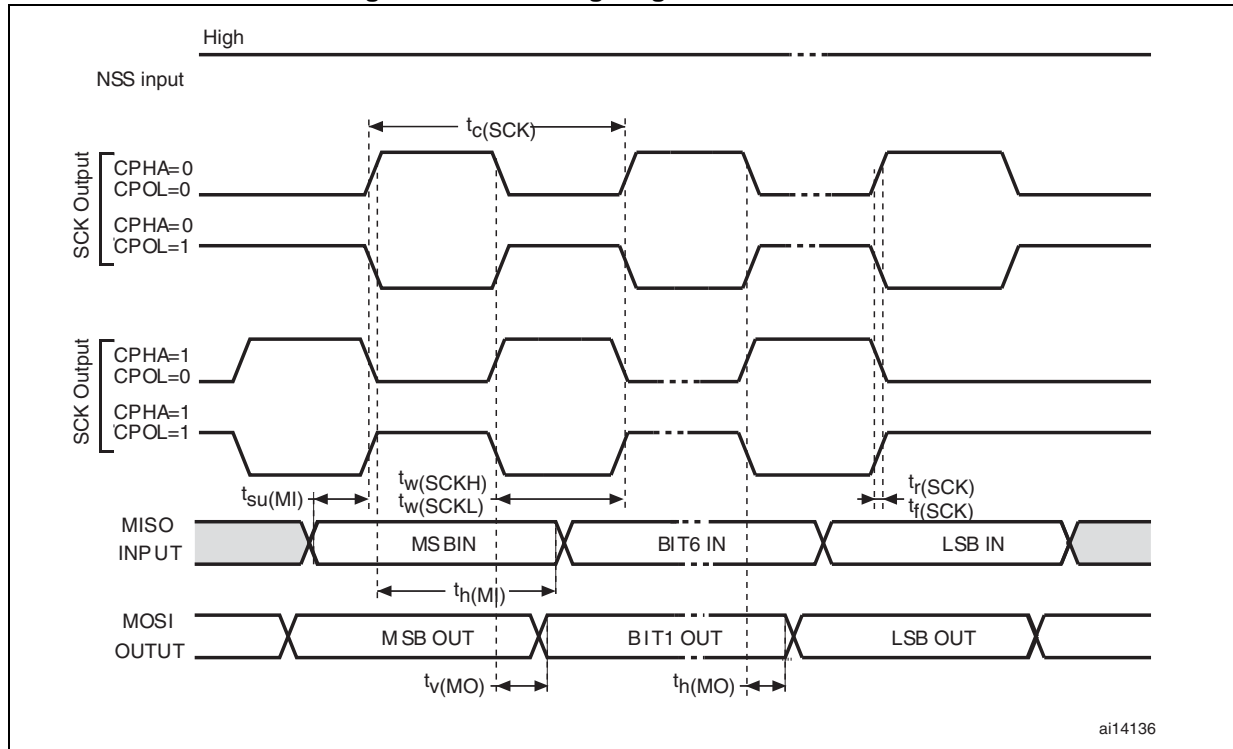 High
NSS input
tc(SCK)
SCK Output
CPHA=0
CPOL=0
CPHA=0
CPOL=1
SCK Output
CPHA=1
CPOL=0
CPHA=1
CPOL=1
tsu(MI)
tw(SCKH)
tw(SCKL)
tr(SCK)
tf(SCK)
MISO
INPUT
MSBIN
BIT6 IN
LSB IN
th(MI)
MOSI
OUTUT
MSB OUT
BIT1 OUT
LSB OUT
tv(MO)
th(MO)
ai14136